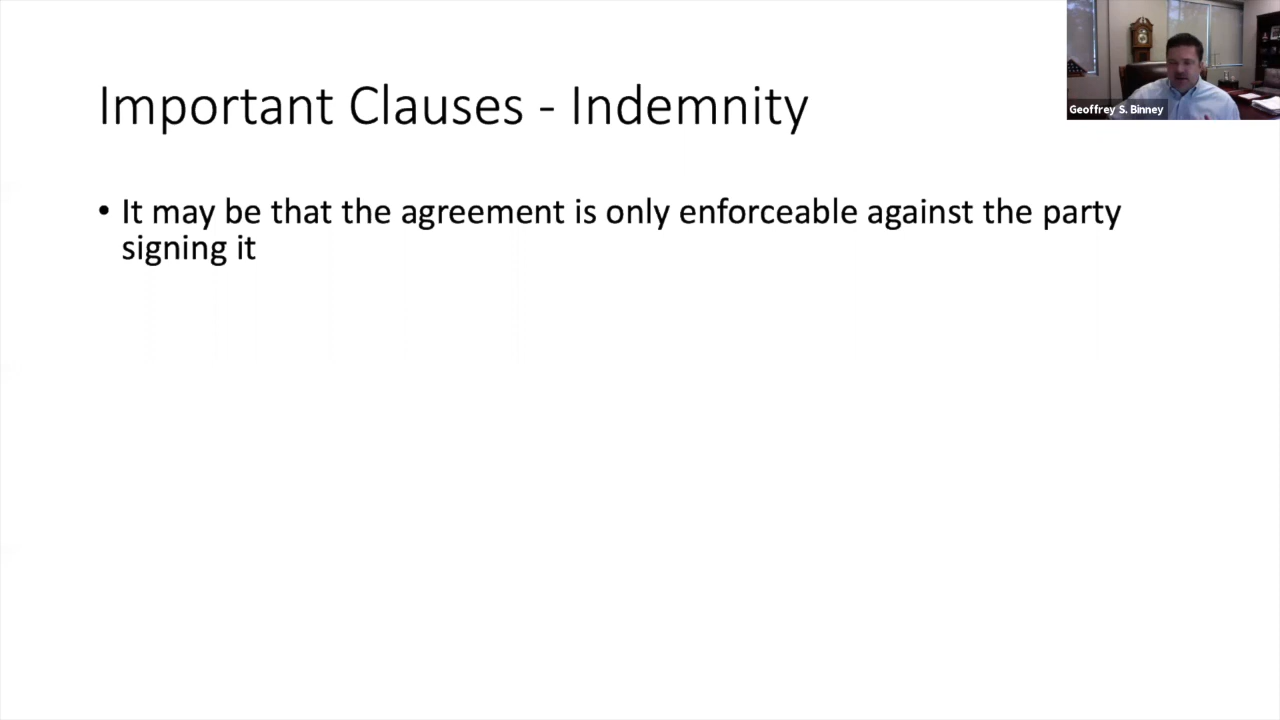 Important Clauses - Indemnity
• It may be that the agreement is only enforceable against the party
signing it
Geoffrey S. Binney